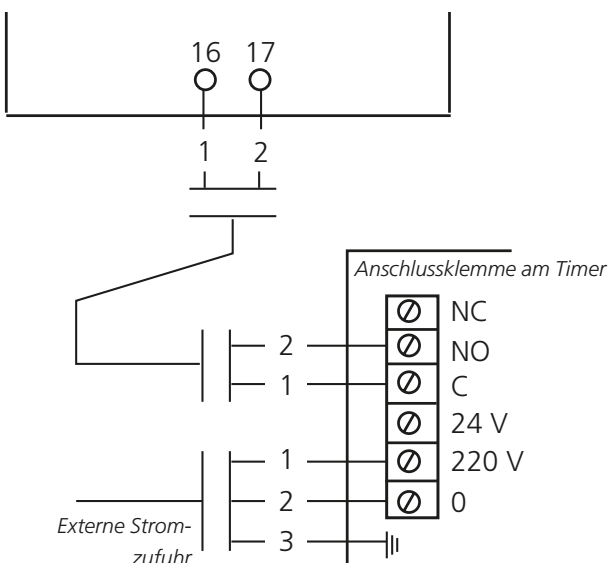 16 17
1 2
Anschlussklemme am Timer
NC
2 NO
1 C
24 V
1 220 V
2 0
Externe Strom-
zufuhr
3